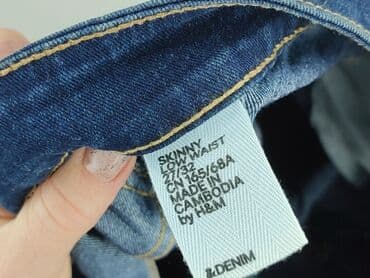 SKINNY
LOW WAIST
27/32
CN 165/68A
MADE IN
CAMBODIA
by H&M
&DENIM